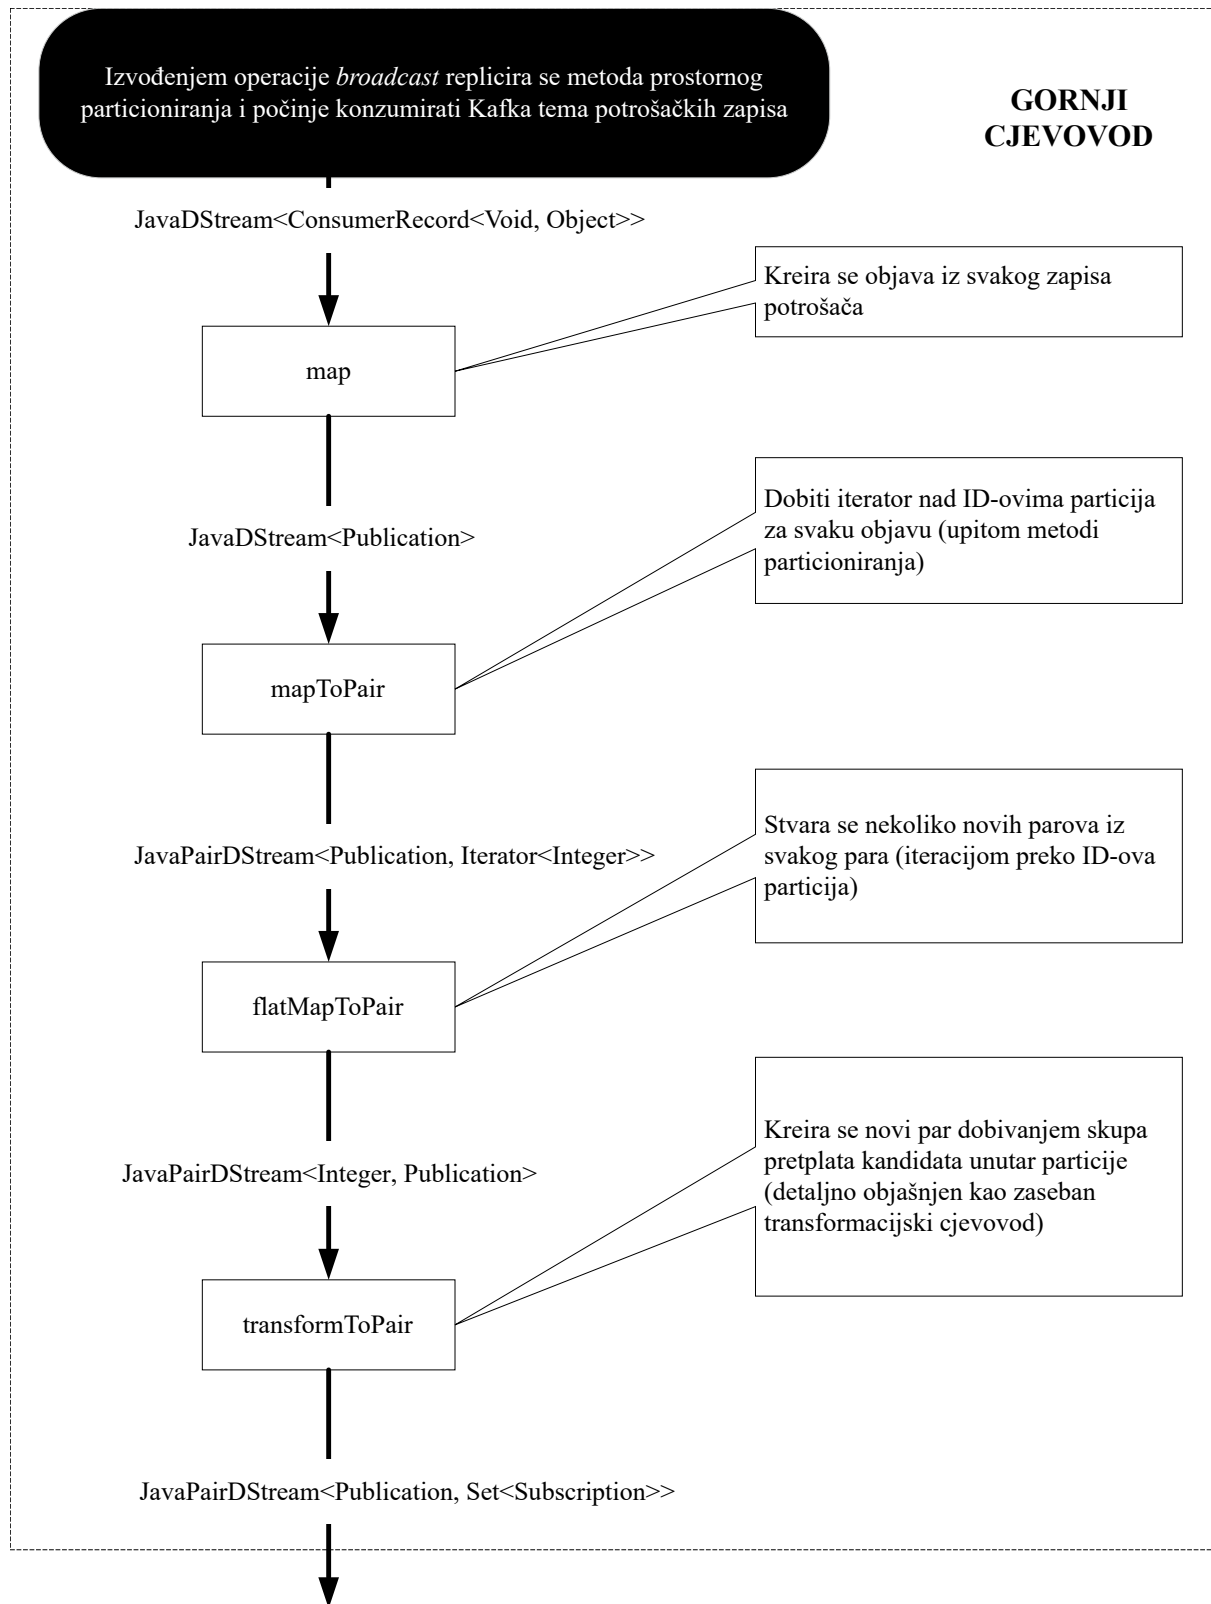 Izvođenjem operacije broadcast replicira se metoda prostornog
particioniranja i počinje konzumirati Kafka tema potrošačkih zapisa
GORNJI
CJEVOVOD
JavaDStream<ConsumerRecord<Void, Object>>
Kreira se objava iz svakog zapisa
potrošača
map
Dobiti iterator nad ID-ovima particija
za svaku objavu (upitom metodi
particioniranja)
JavaDStream<Publication>
mapToPair
Stvara se nekoliko novih parova iz
svakog para (iteracijom preko ID-ova
particija)
JavaPairDStream<Publication, Iterator<Integer>>
flatMapToPair
Kreira se novi par dobivanjem skupa
pretplata kandidata unutar particije
(detaljno objašnjen kao zaseban
transformacijski cjevovod)
JavaPairDStream<Integer, Publication>
transformToPair
JavaPairDStream<Publication, Set<Subscription>>